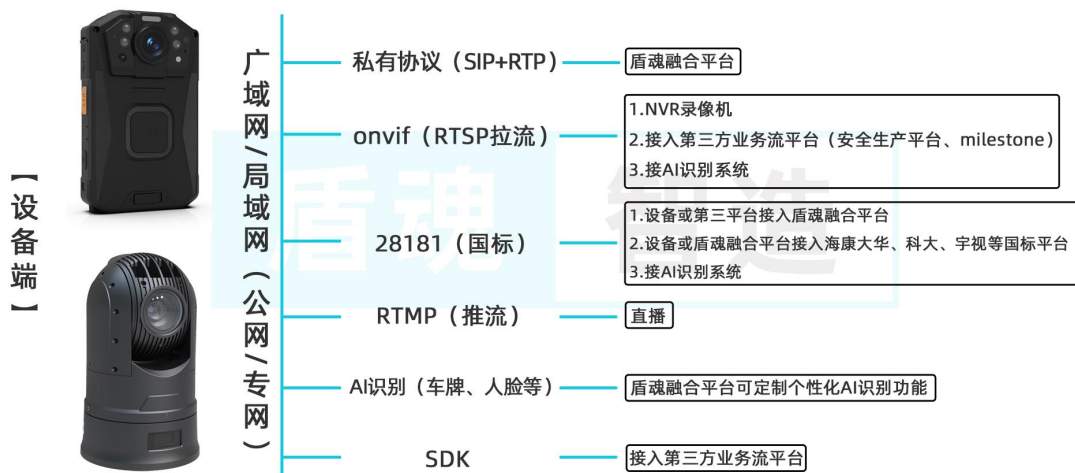 【设备端】
广域网/局域网（公网/专网）
私有协议（SIP+RTP）
盾魂融合平台
onvif（RTSP拉流）
1.NVR录像机
2.接入第三方业务流平台（安全生产平台、milestone）
3.接AI识别系统
28181（国标）
1.设备或第三平台接入盾魂融合平台
2.设备或盾魂融合平台接入海康大华、科大、宇视等国标平台
3.接AI识别系统
RTMP（推流）
直播
AI识别（车牌、人脸等）
盾魂融合平台可定制个性化AI识别功能
SDK
接入第三方业务流平台
盾魂 智造